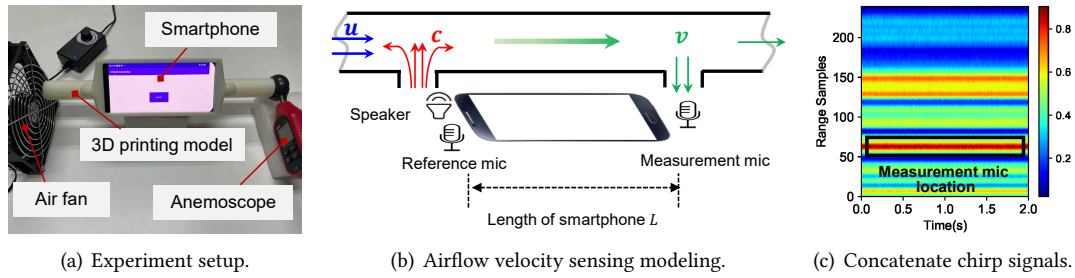 Smartphone
3D printing model
Air fan
Anemoscope
(a) Experiment setup.
u
c
v
Speaker
Reference mic
Measurement mic
Length of smartphone L
(b) Airflow velocity sensing modeling.
Range Samples
200
150
100
50
0
Measurement mic
location
0.0 0.5 1.0 1.5 2.0
Time(s)
0.8
0.6
0.4
0.2
(c) Concatenate chirp signals.